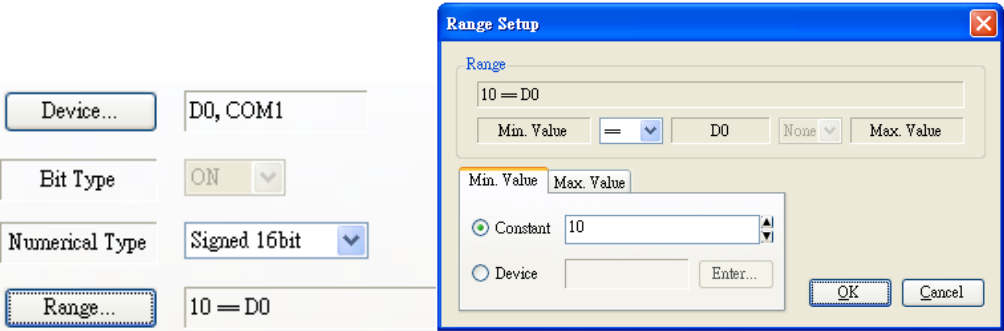 Device...
D0, COM1
Bit Type
ON
Numerical Type
Signed 16bit
Range...
10 == D0
Range Setup
Range
10 == D0
Min. Value == D0 None Max. Value
Min. Value Max. Value
Constant 10
Device Enter...
OK Cancel